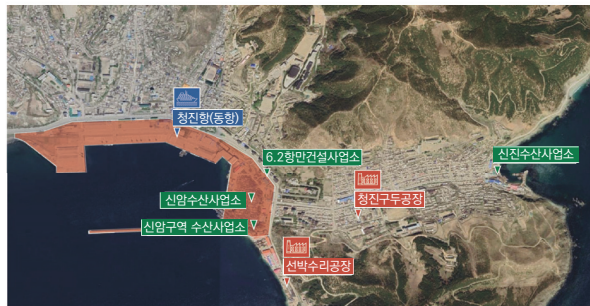 청진항(동항)
6.2항만건설사업소
신진수산사업소
신암수산사업소
청진구두공장
신암구역 수산사업소
선박수리공장